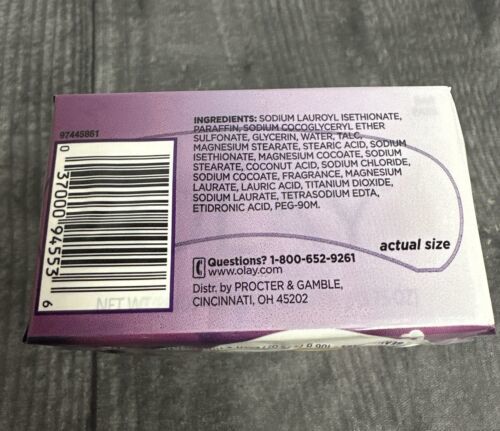 97445861
0 37000 94553 6
INGREDIENTS: SODIUM LAUROYL ISETHIONATE,
PARAFFIN, SODIUM COCOGLYCERYL ETHER
SULFONATE, GLYCERIN, WATER, TALC,
MAGNESIUM STEARATE, STEARIC ACID, SODIUM
ISETHIONATE, MAGNESIUM COCOATE, SODIUM
STEARATE, COCONUT ACID, SODIUM CHLORIDE,
SODIUM COCOATE, FRAGRANCE, MAGNESIUM
LAURATE, LAURIC ACID, TITANIUM DIOXIDE,
SODIUM LAURATE, TETRASODIUM EDTA,
ETIDRONIC ACID, PEG-90M.
actual size
Questions? 1-800-652-9261
www.olay.com
Distr. by PROCTER & GAMBLE,
CINCINNATI, OH 45202
NET WT